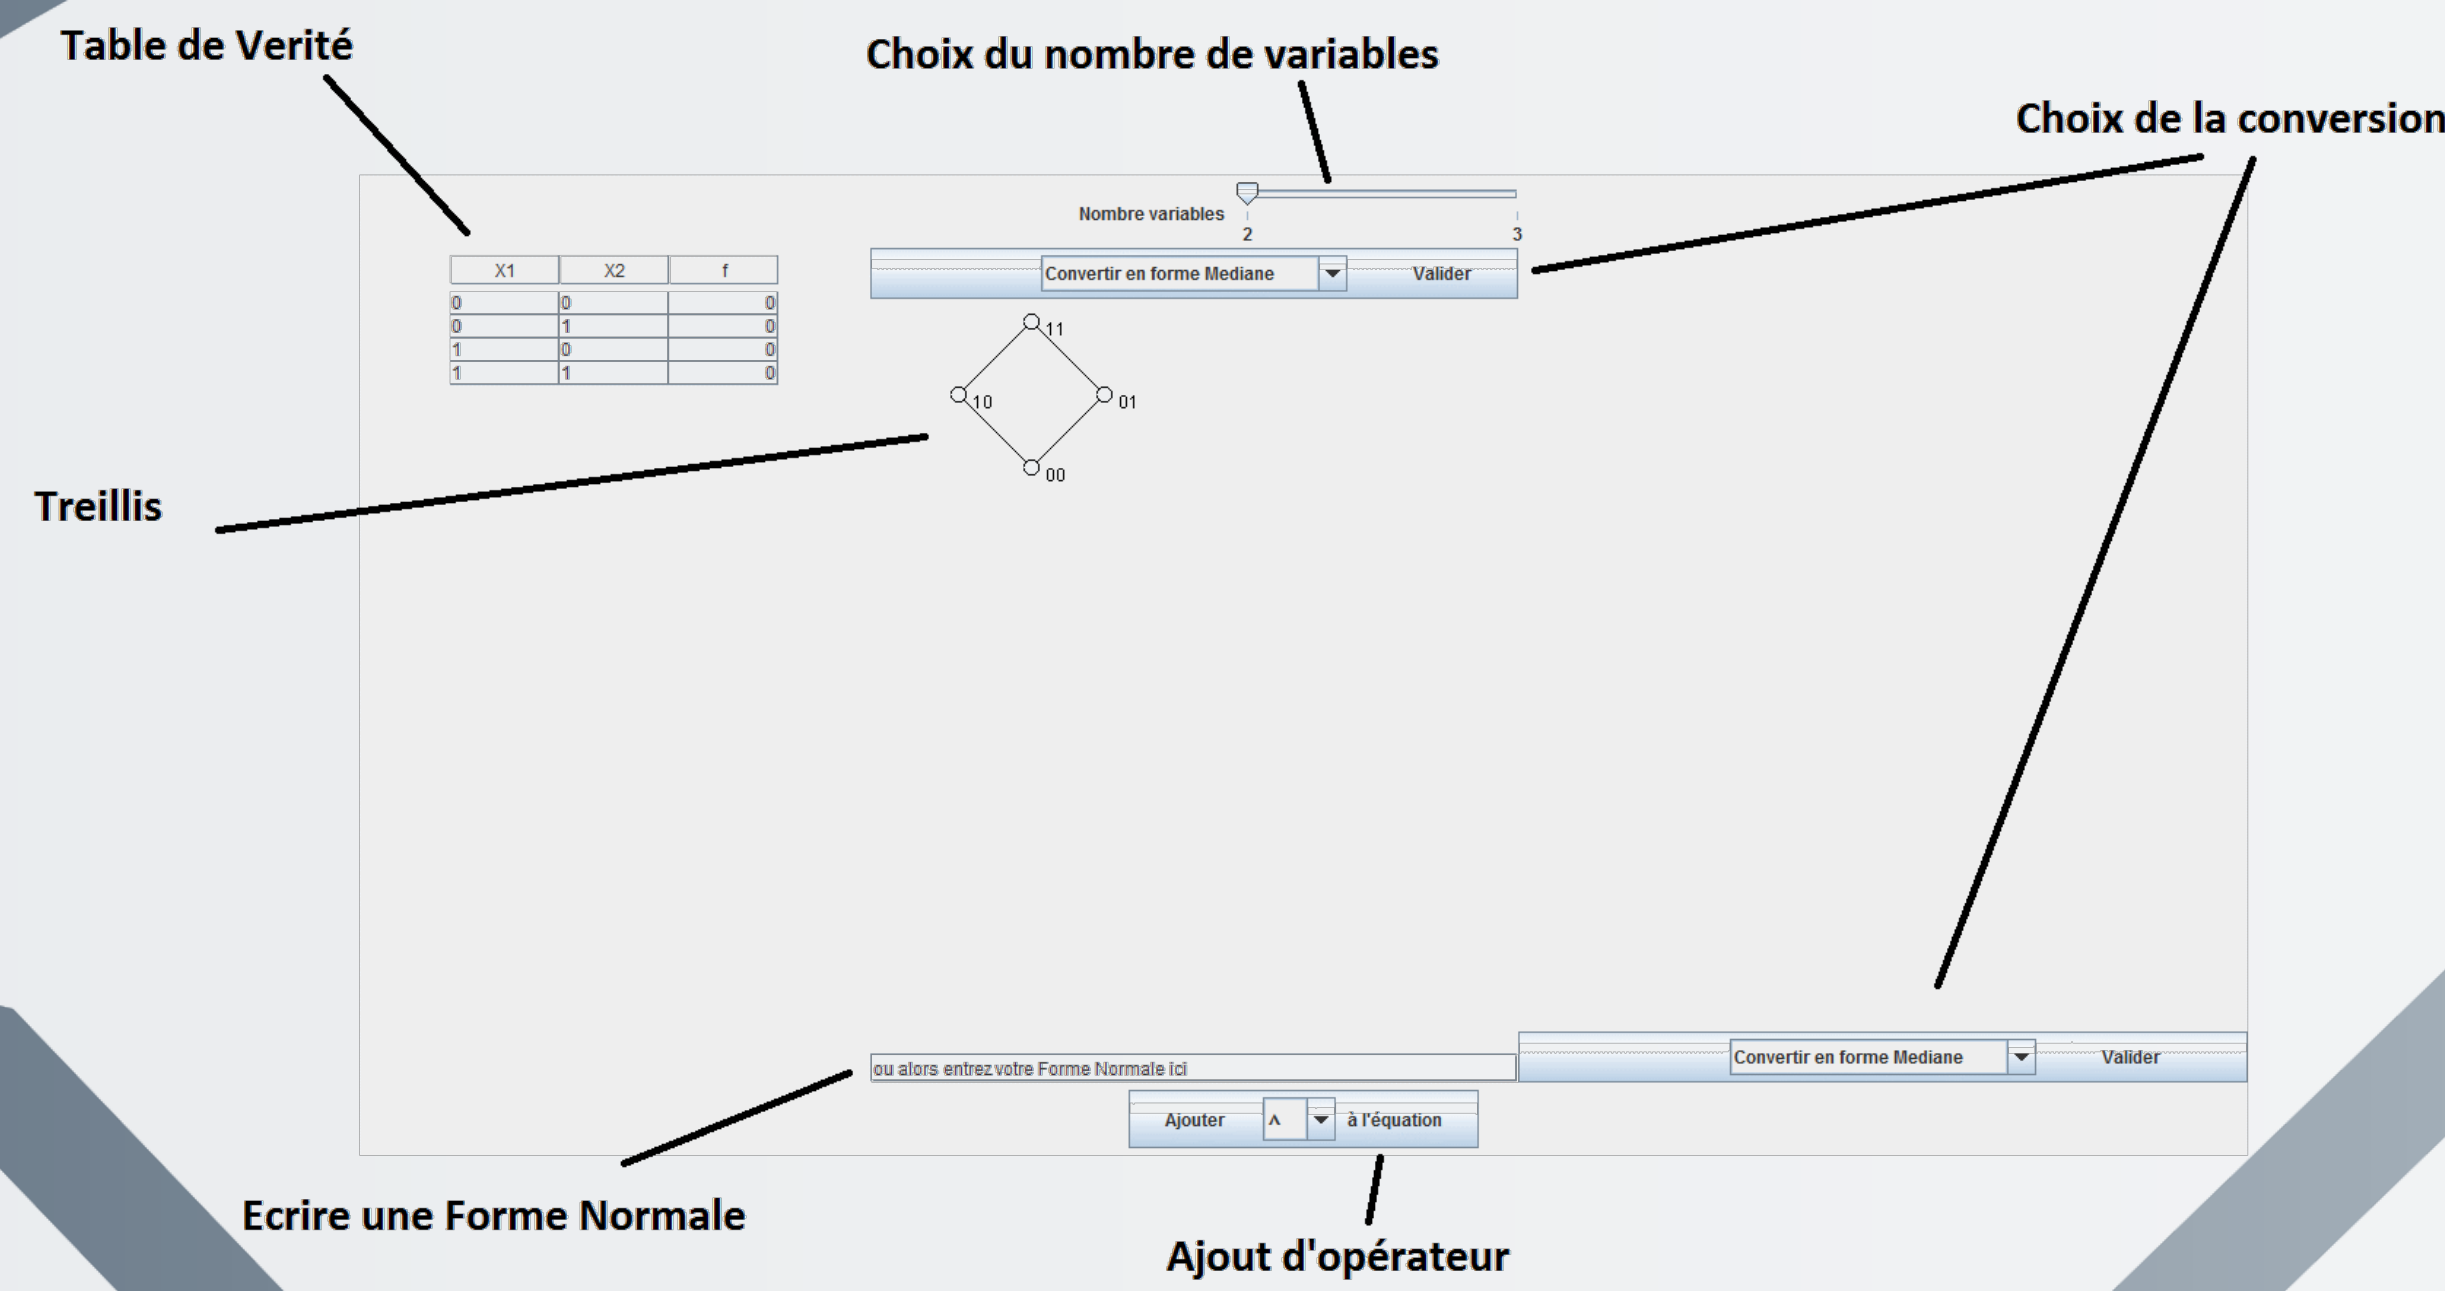 Table de Verité
Choix du nombre de variables
Choix de la conversion
Nombre variables
2 3
X1 X2 f
0 0 0
0 1 0
1 0 0
1 1 0
Convertir en forme Mediane Valider
11
10
01
00
Treillis
ou alors entrez votre Forme Normale ici
Convertir en forme Mediane Valider
Ajouter ^ à l'équation
Ecrire une Forme Normale
Ajout d'opérateur